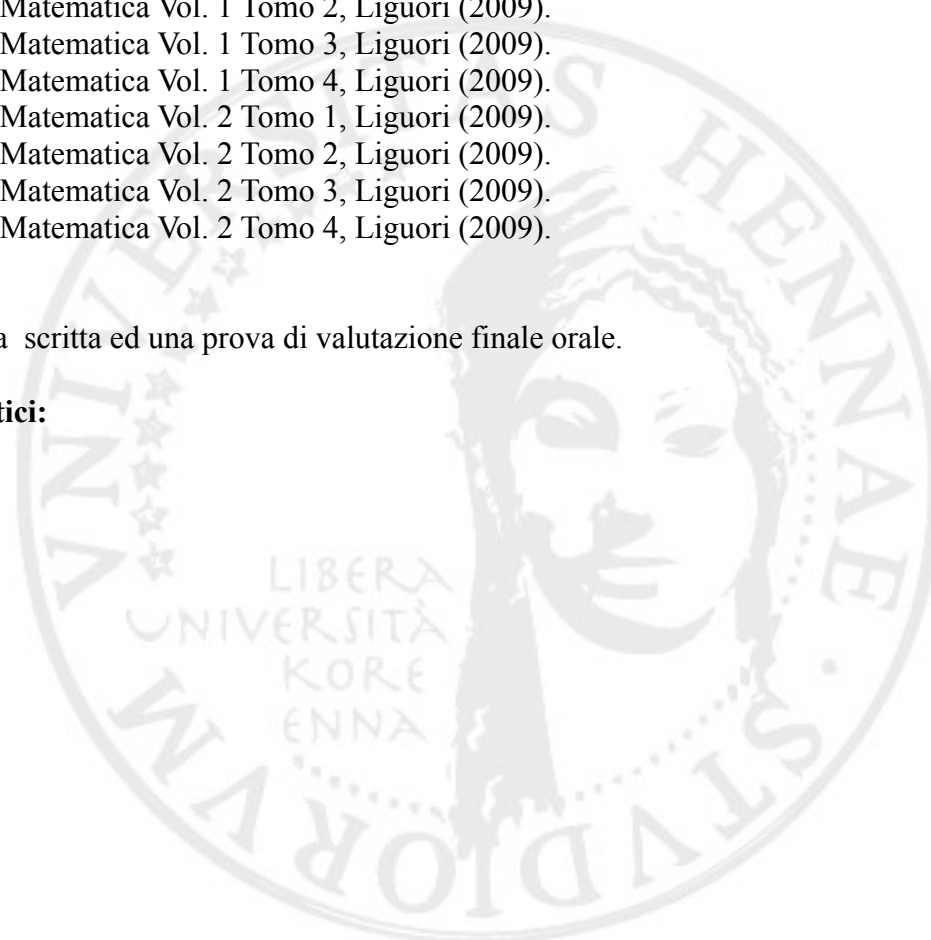 Matematica Vol. 1 Tomo 2, Liguori (2009).
Matematica Vol. 1 Tomo 3, Liguori (2009).
Matematica Vol. 1 Tomo 4, Liguori (2009).
Matematica Vol. 2 Tomo 1, Liguori (2009).
Matematica Vol. 2 Tomo 2, Liguori (2009).
Matematica Vol. 2 Tomo 3, Liguori (2009).
Matematica Vol. 2 Tomo 4, Liguori (2009).
a scritta ed una prova di valutazione finale orale.
tici:
VNIVERSITAS HENNAE · STVDIORVM
LIBERA
UNIVERSITÀ
KORE
ENNA